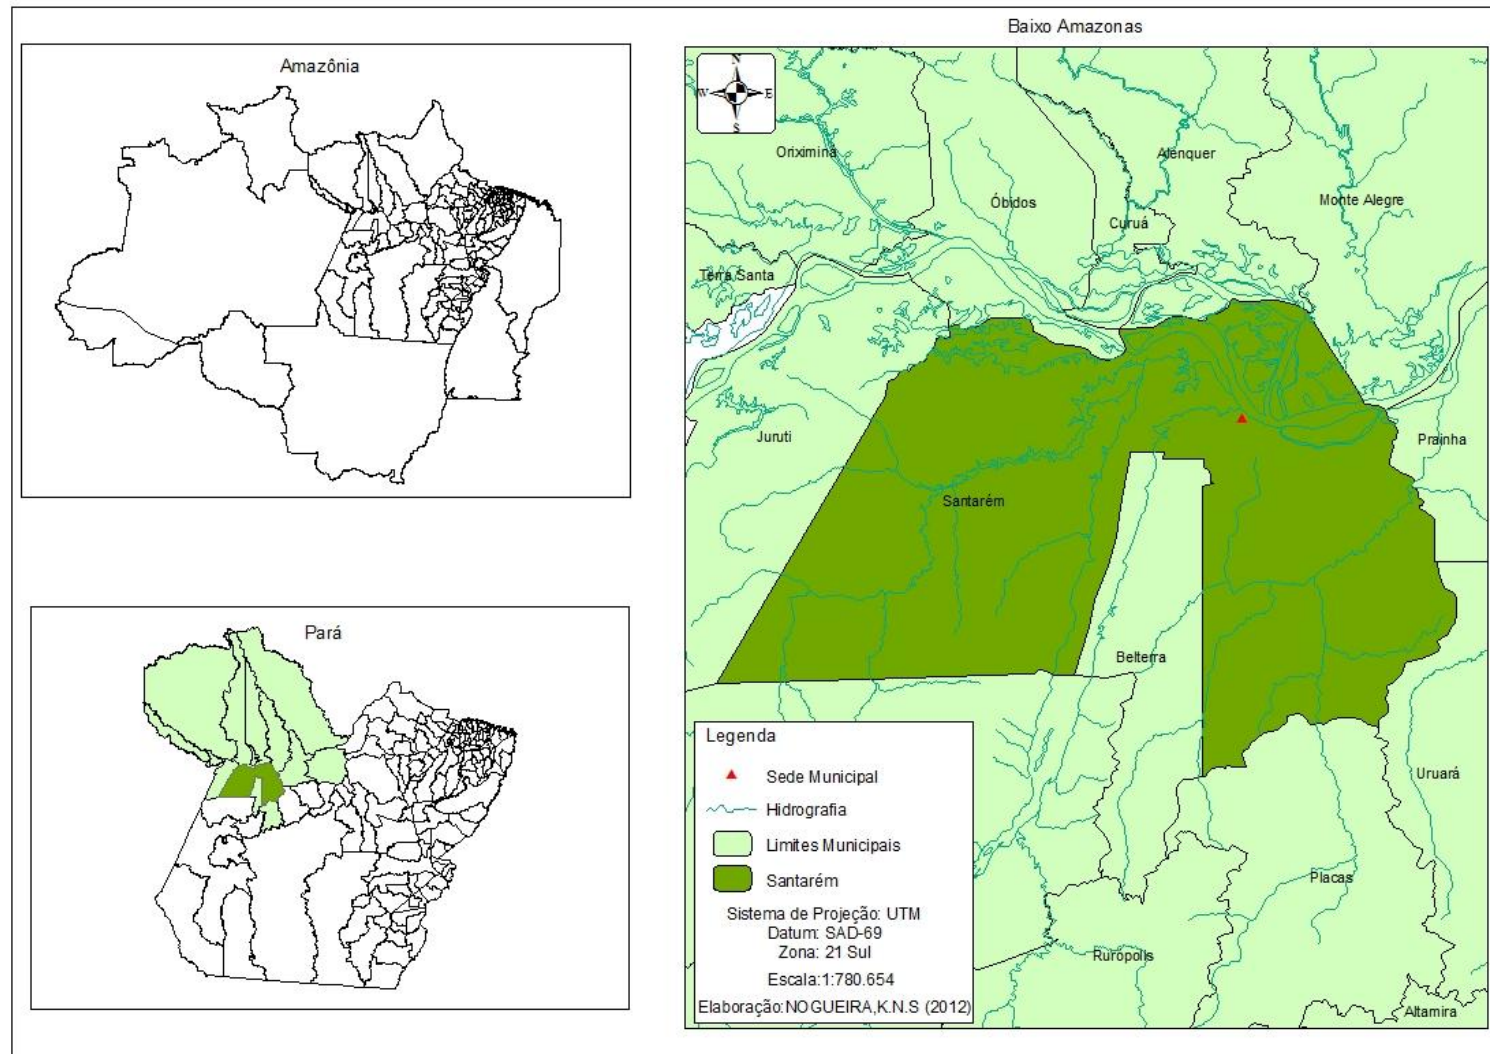 Baixo Amazonas
Amazônia
N
W
E
S
Oriximina
Alenquer
Óbidos
Monte Alegre
Curuá
Terra Santa
Juruti
Prainha
Santarém
Belterra
Uruará
Placas
Rurópolis
Altamira
Pará
Legenda
Sede Municipal
Hidrografia
Limites Municipais
Santarém
Sistema de Projeção: UTM
Datum: SAD-69
Zona: 21 Sul
Escala:1:780.654
Elaboração:NOGUEIRA,K.N.S (2012)